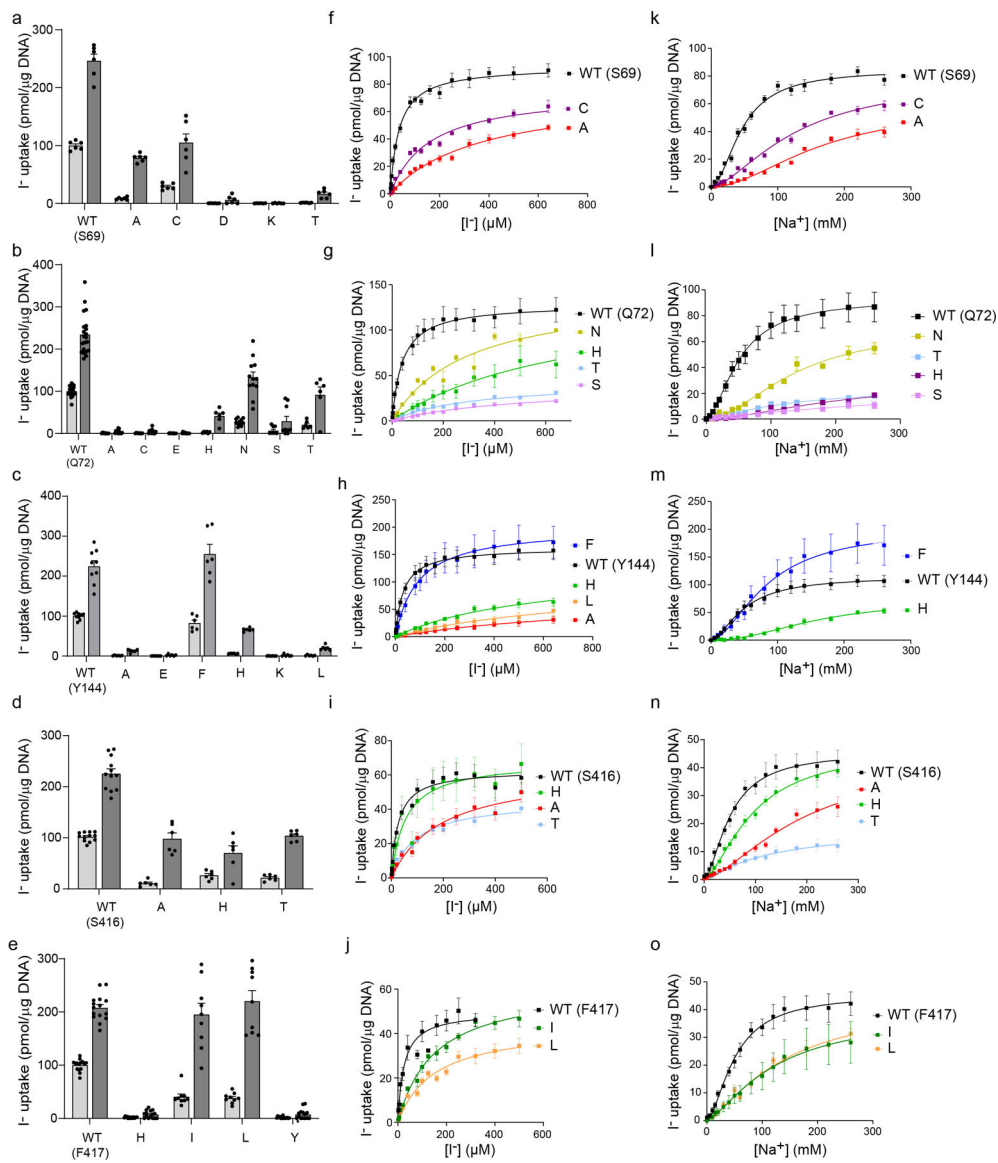 a
I⁻ uptake (pmol/µg DNA)
300
200
100
0
WT
(S69)
A
C
D
K
T
f
I⁻ uptake (pmol/µg DNA)
100
80
60
40
20
0
0
200
400
600
800
[I⁻] (µM)
WT (S69)
C
A
k
I⁻ uptake (pmol/µg DNA)
100
80
60
40
20
0
0
100
200
300
[Na⁺] (mM)
WT (S69)
C
A
b
I⁻ uptake (pmol/µg DNA)
400
300
200
100
0
WT
(Q72)
A
C
E
H
N
S
T
g
I⁻ uptake (pmol/µg DNA)
150
100
50
0
0
200
400
600
[I⁻] (µM)
WT (Q72)
N
H
T
S
l
I⁻ uptake (pmol/µg DNA)
100
80
60
40
20
0
0
100
200
300
[Na⁺] (mM)
WT (Q72)
N
T
H
S
c
I⁻ uptake (pmol/µg DNA)
400
300
200
100
0
WT
(Y144)
A
E
F
H
K
L
h
I⁻ uptake (pmol/µg DNA)
250
200
150
100
50
0
0
200
400
600
[I⁻] (µM)
F
WT (Y144)
H
L
A
m
I⁻ uptake (pmol/µg DNA)
250
200
150
100
50
0
0
100
200
300
[Na⁺] (mM)
F
WT (Y144)
H
d
I⁻ uptake (pmol/µg DNA)
300
200
100
0
WT
(S416)
A
H
T
i
I⁻ uptake (pmol/µg DNA)
80
60
40
20
0
0
200
400
600
[I⁻] (µM)
WT (S416)
H
A
T
n
I⁻ uptake (pmol/µg DNA)
50
40
30
20
10
0
0
100
200
300
[Na⁺] (mM)
WT (S416)
A
H
T
e
I⁻ uptake (pmol/µg DNA)
300
200
100
0
WT
(F417)
H
I
L
Y
j
I⁻ uptake (pmol/µg DNA)
60
40
20
0
0
200
400
600
[I⁻] (µM)
WT (F417)
I
L
o
I⁻ uptake (pmol/µg DNA)
50
40
30
20
10
0
0
100
200
300
[Na⁺] (mM)
WT (F417)
I
L